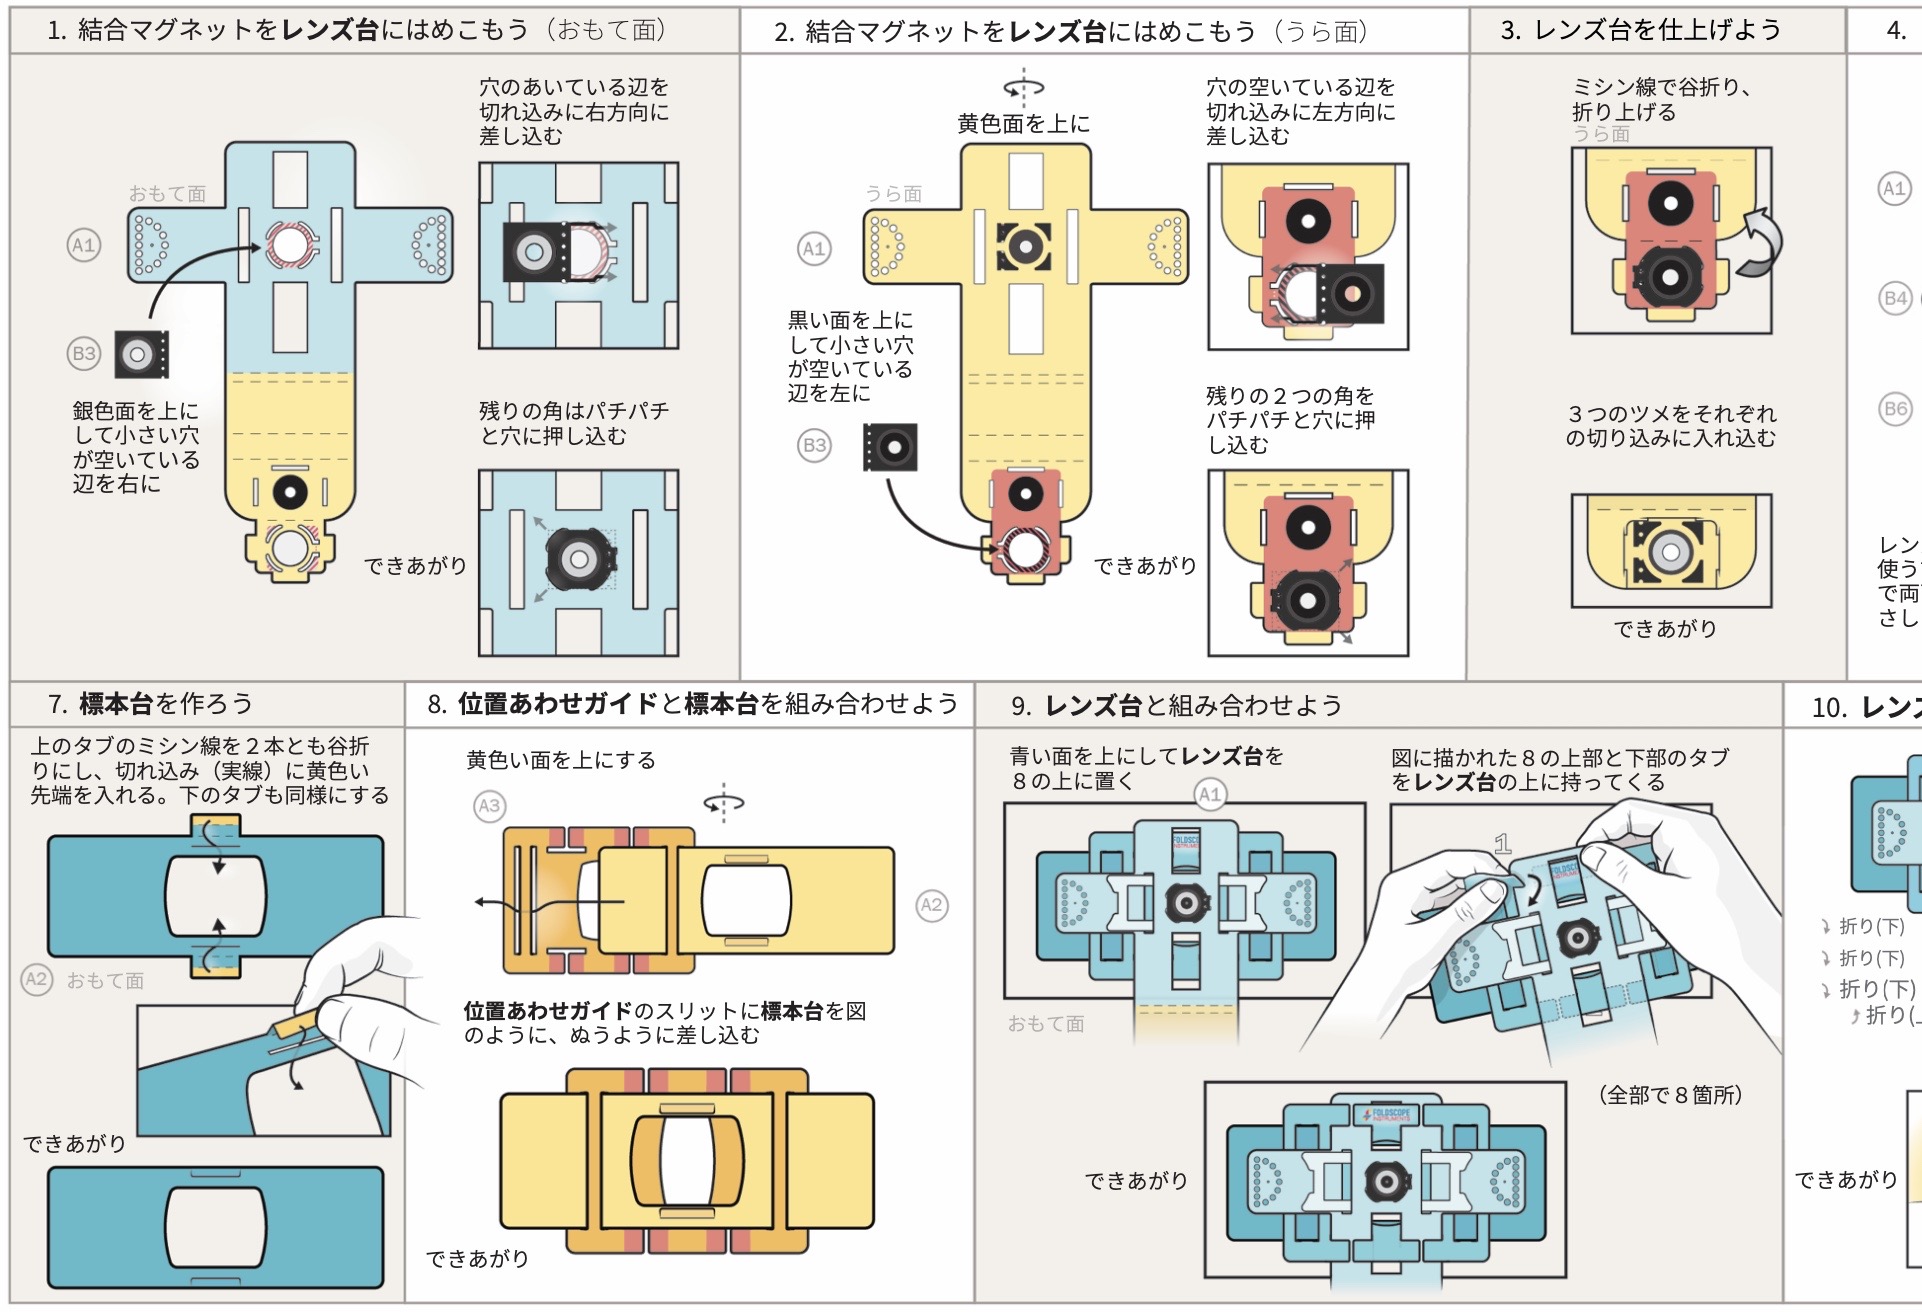 1. 結合マグネットをレンズ台にはめこもう（おもて面）
穴のあいている辺を
切れ込みに右方向に
差し込む
おもて面
A1
B3
銀色面を上に
して小さい穴
が空いている
辺を右に
残りの角はパチパチ
と穴に押し込む
できあがり
2. 結合マグネットをレンズ台にはめこもう（うら面）
黄色面を上に
穴の空いている辺を
切れ込みに左方向に
差し込む
うら面
A1
黒い面を上に
して小さい穴
が空いている
辺を左に
B3
残りの２つの角を
パチパチと穴に押
し込む
できあがり
3. レンズ台を仕上げよう
ミシン線で谷折り、
折り上げる
うら面
３つのツメをそれぞれ
の切り込みに入れ込む
できあがり
4.
A1
B4
B6
レン
使う
で両
さし
7. 標本台を作ろう
上のタブのミシン線を２本とも谷折
りにし、切れ込み（実線）に黄色い
先端を入れる。下のタブも同様にする
A2 おもて面
できあがり
8. 位置あわせガイドと標本台を組み合わせよう
黄色い面を上にする
A3
A2
位置あわせガイドのスリットに標本台を図
のように、ぬうように差し込む
できあがり
9. レンズ台と組み合わせよう
青い面を上にしてレンズ台を
８の上に置く
A1
FOLDSCOPE
INSTRUMENTS
おもて面
図に描かれた８の上部と下部のタブ
をレンズ台の上に持ってくる
1
（全部で８箇所）
FOLDSCOPE
INSTRUMENTS
できあがり
10. レンズ
折り(下)
折り(下)
折り(下)
折り(
できあがり